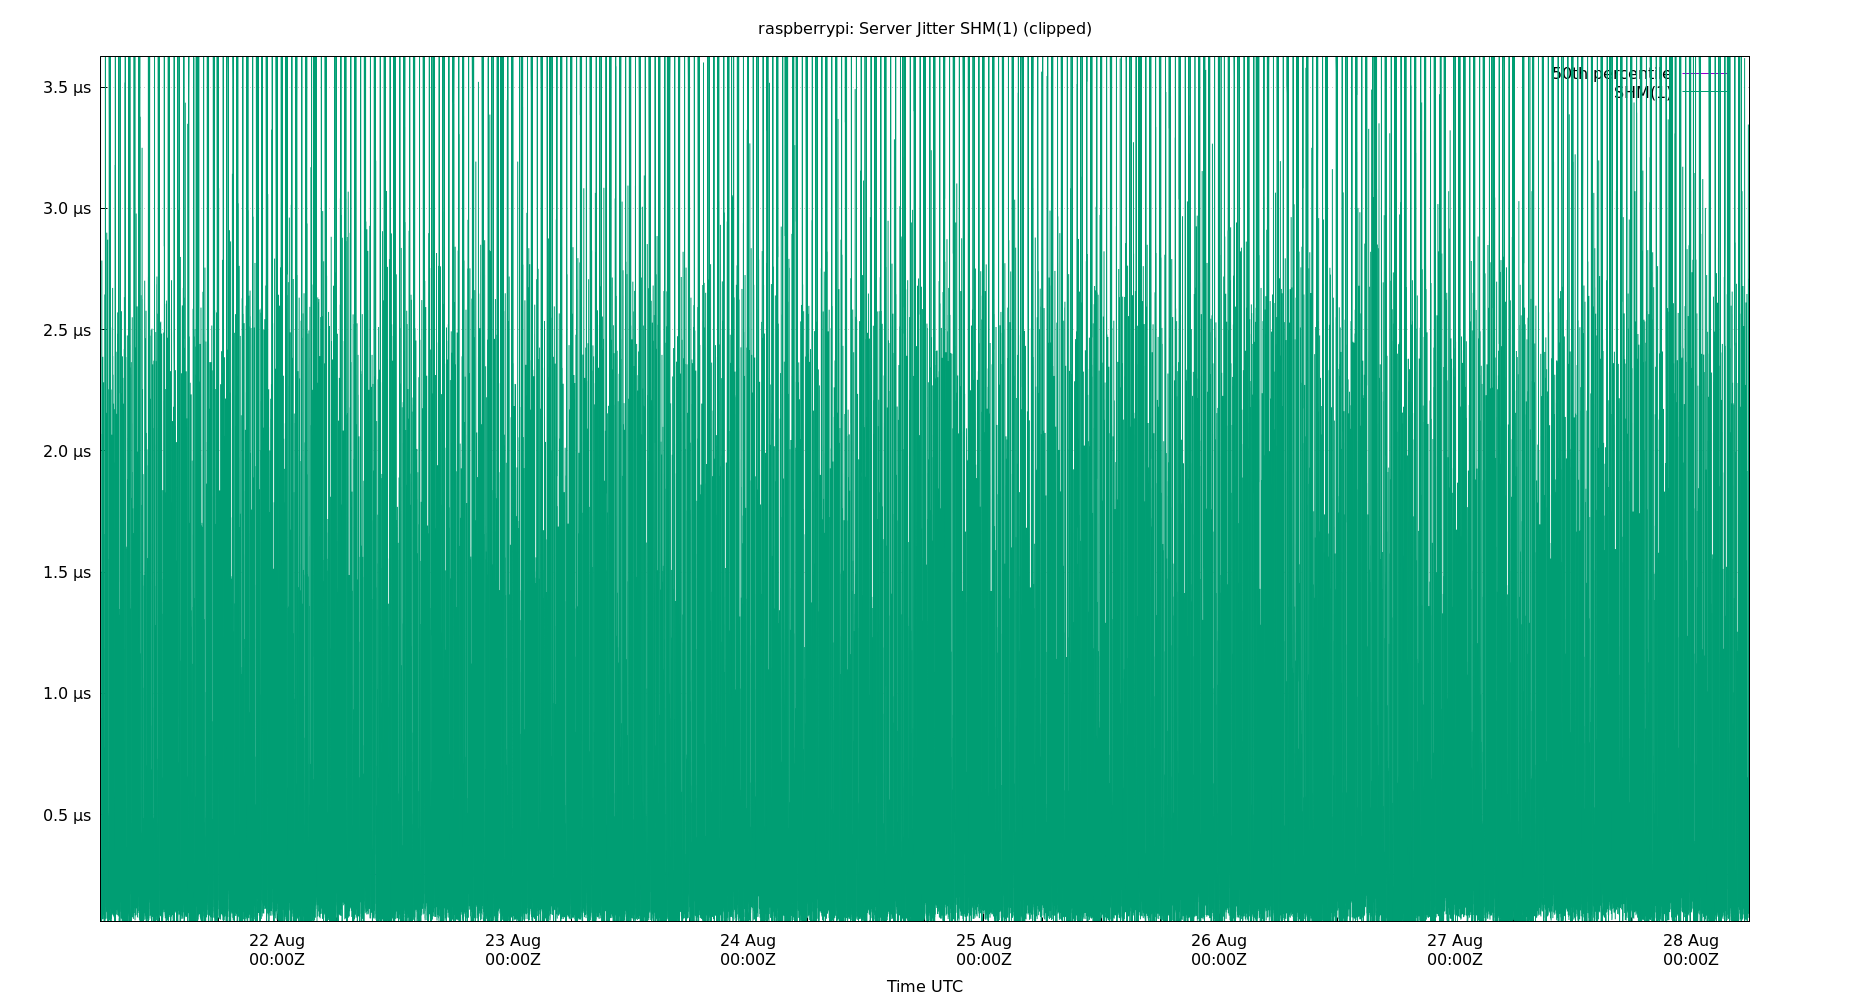 raspberrypi: Server Jitter SHM(1) (clipped)
50th percentile
SHM(1)
3.5 µs
3.0 µs
2.5 µs
2.0 µs
1.5 µs
1.0 µs
0.5 µs
22 Aug 23 Aug 24 Aug 25 Aug 26 Aug 27 Aug 28 Aug
00:00Z 00:00Z 00:00Z 00:00Z 00:00Z 00:00Z 00:00Z
Time UTC